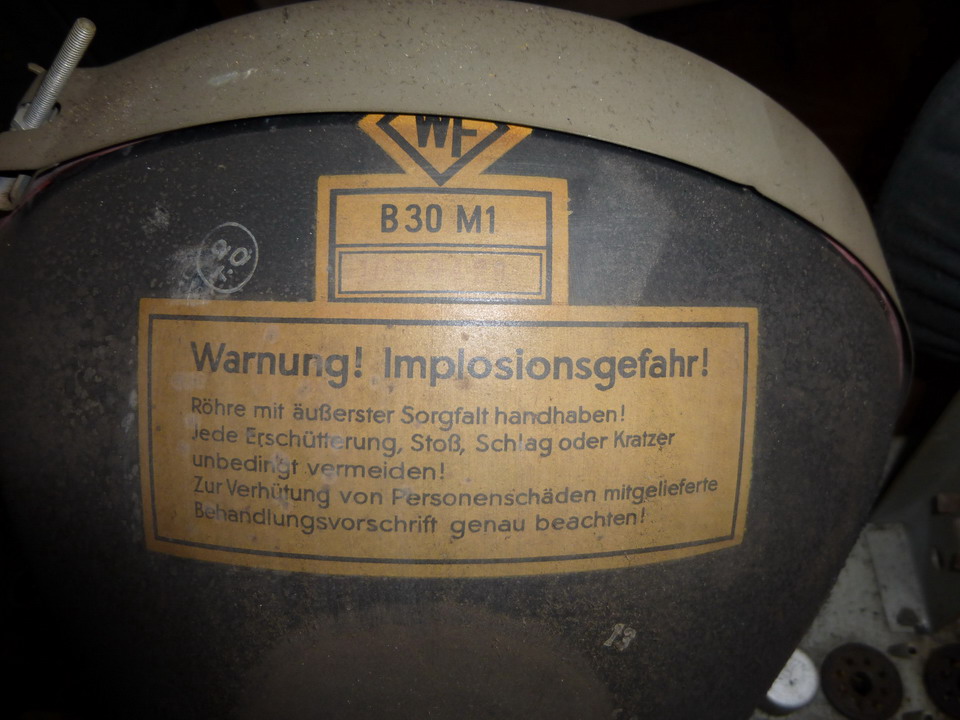 WF
B30 M1
Warnung! Implosionsgefahr!
Röhre mit äußerster Sorgfalt handhaben!
Jede Erschütterung, Stoß, Schlag oder Kratzer
unbedingt vermeiden!
Zur Verhütung von Personenschäden mitgelieferte
Behandlungsvorschrift genau beachten!